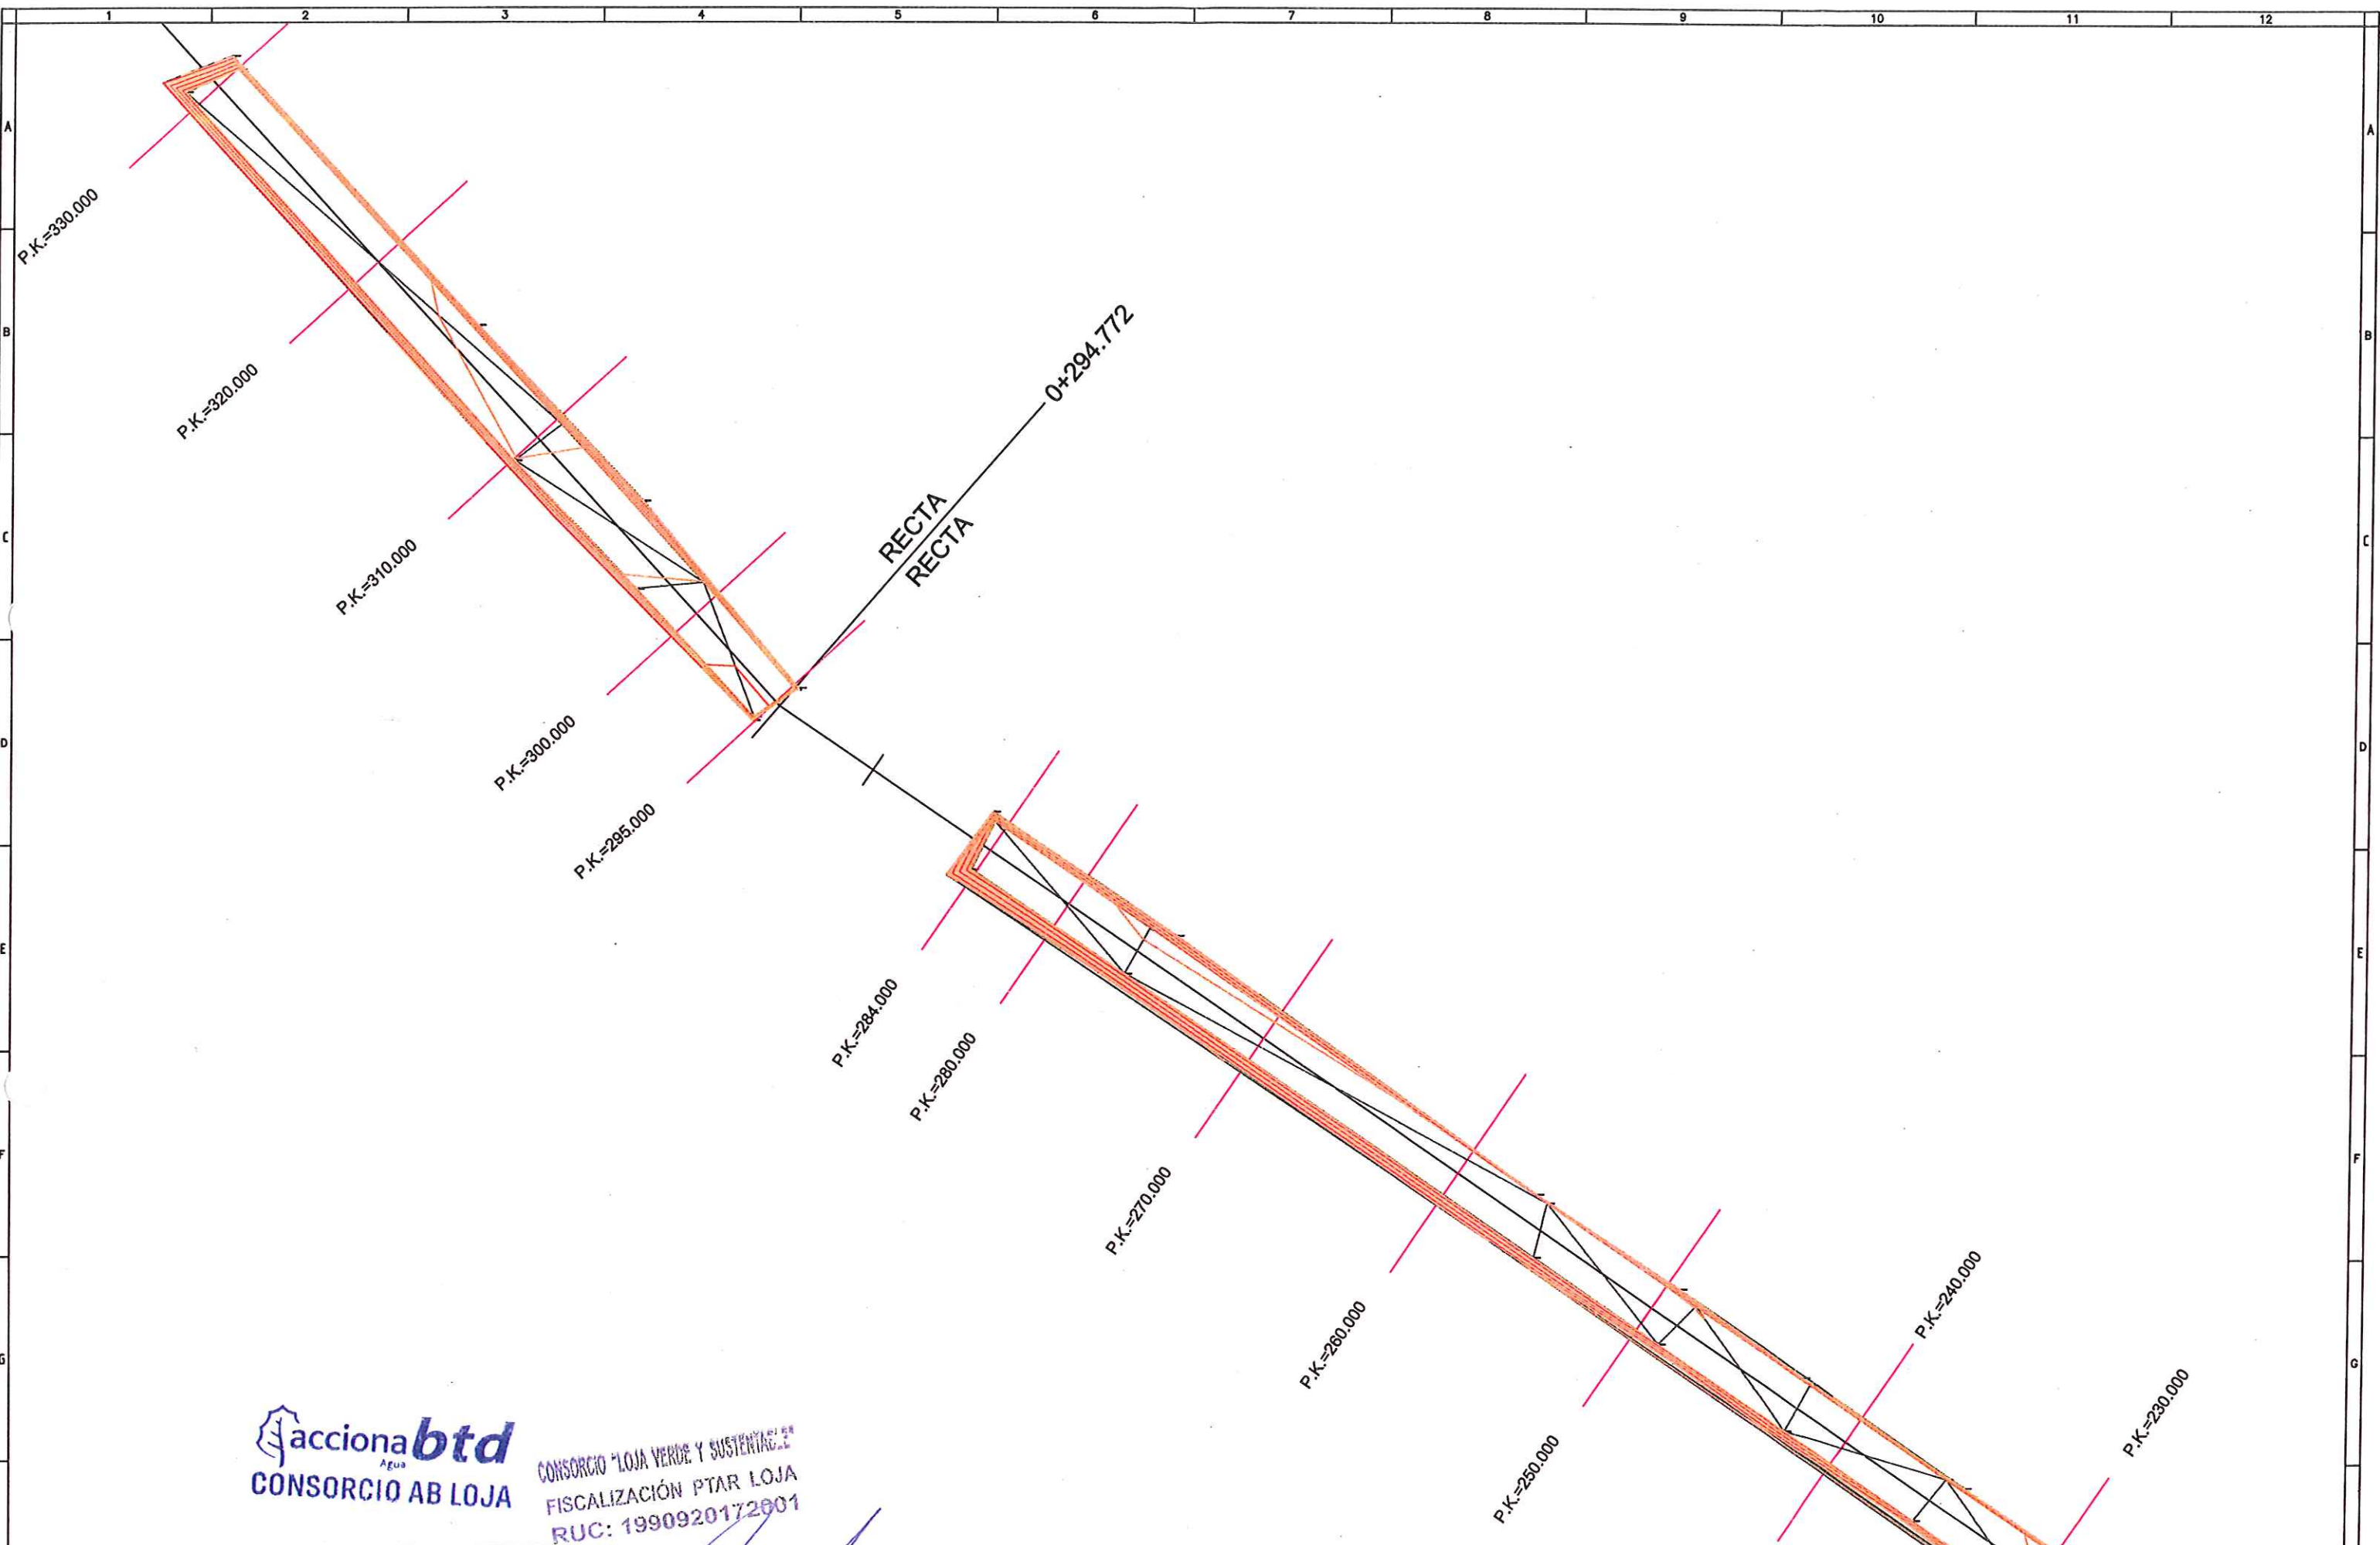 1 2 3 4 5 6 7 8 9 10 11 12
A
A
B
B
C
C
D
D
E
E
F
F
G
G
P.K.=330.000
P.K.=320.000
P.K.=310.000
P.K.=300.000
P.K.=295.000
0+294.772
RECTA
RECTA
P.K.=284.000
P.K.=280.000
P.K.=270.000
P.K.=260.000
P.K.=250.000
P.K.=240.000
P.K.=230.000
acciona btd
Agua
CONSORCIO AB LOJA
CONSORCIO "LOJA VERDE Y SUSTENTABLE"
FISCALIZACIÓN PTAR LOJA
RUC: 1990920172001